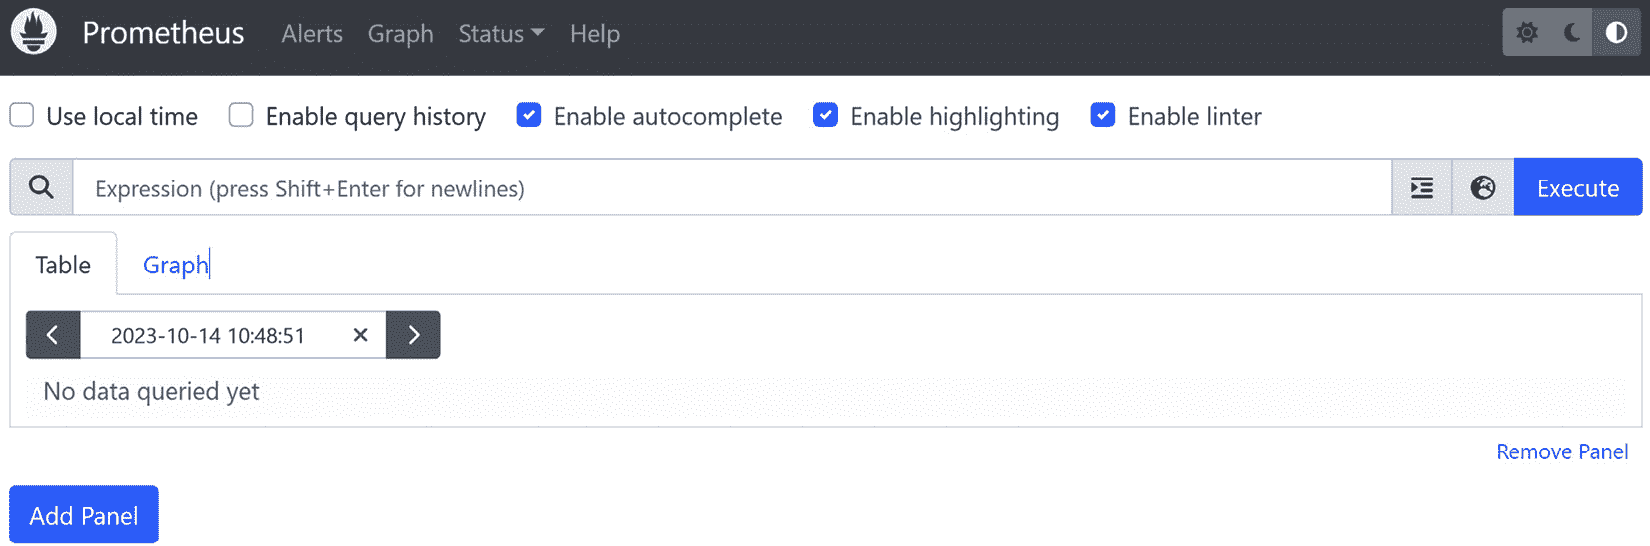 Prometheus Alerts Graph Status Help
Use local time Enable query history Enable autocomplete Enable highlighting Enable linter
Expression (press Shift+Enter for newlines) Execute
Table Graph
2023-10-14 10:48:51
No data queried yet
Remove Panel
Add Panel